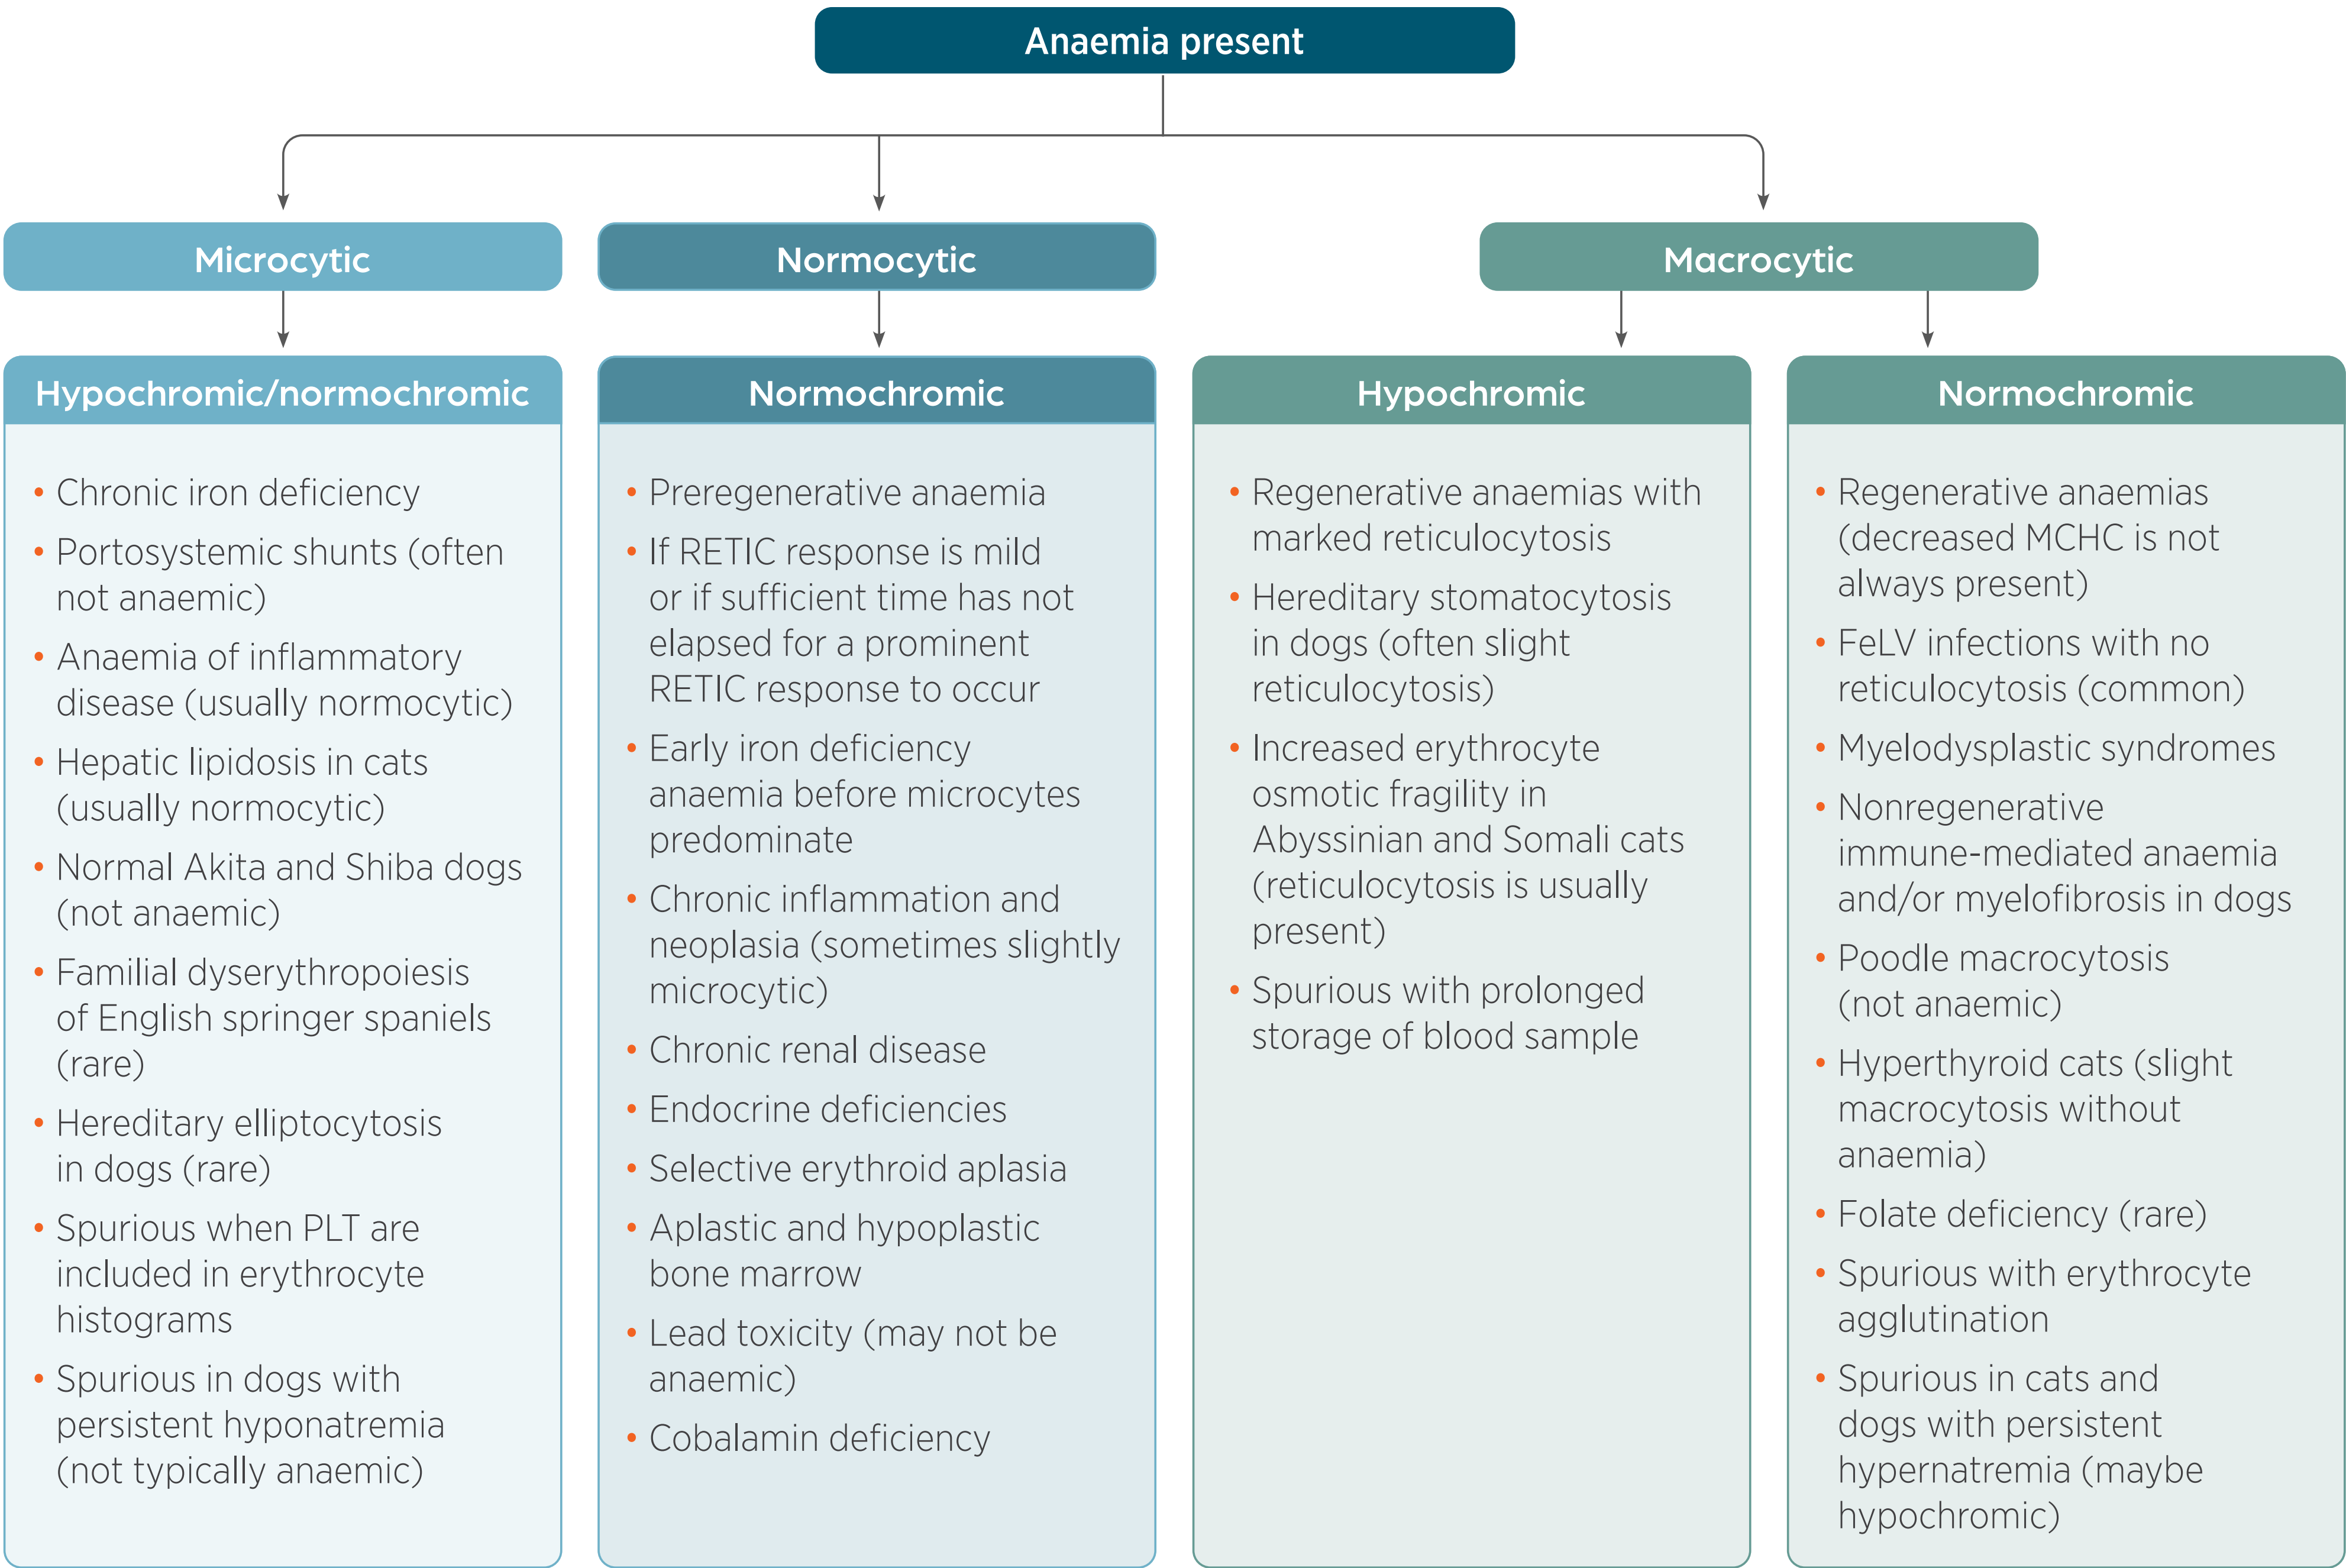 Anaemia present
Microcytic
Normocytic
Macrocytic
Hypochromic/normochromic
• Chronic iron deficiency
• Portosystemic shunts (often
not anaemic)
• Anaemia of inflammatory
disease (usually normocytic)
• Hepatic lipidosis in cats
(usually normocytic)
• Normal Akita and Shiba dogs
(not anaemic)
• Familial dyserythropoiesis
of English springer spaniels
(rare)
• Hereditary elliptocytosis
in dogs (rare)
• Spurious when PLT are
included in erythrocyte
histograms
• Spurious in dogs with
persistent hyponatremia
(not typically anaemic)
Normochromic
• Preregenerative anaemia
• If RETIC response is mild
or if sufficient time has not
elapsed for a prominent
RETIC response to occur
• Early iron deficiency
anaemia before microcytes
predominate
• Chronic inflammation and
neoplasia (sometimes slightly
microcytic)
• Chronic renal disease
• Endocrine deficiencies
• Selective erythroid aplasia
• Aplastic and hypoplastic
bone marrow
• Lead toxicity (may not be
anaemic)
• Cobalamin deficiency
Hypochromic
• Regenerative anaemias with
marked reticulocytosis
• Hereditary stomatocytosis
in dogs (often slight
reticulocytosis)
• Increased erythrocyte
osmotic fragility in
Abyssinian and Somali cats
(reticulocytosis is usually
present)
• Spurious with prolonged
storage of blood sample
Normochromic
• Regenerative anaemias
(decreased MCHC is not
always present)
• FeLV infections with no
reticulocytosis (common)
• Myelodysplastic syndromes
• Nonregenerative
immune-mediated anaemia
and/or myelofibrosis in dogs
• Poodle macrocytosis
(not anaemic)
• Hyperthyroid cats (slight
macrocytosis without
anaemia)
• Folate deficiency (rare)
• Spurious with erythrocyte
agglutination
• Spurious in cats and
dogs with persistent
hypernatremia (maybe
hypochromic)